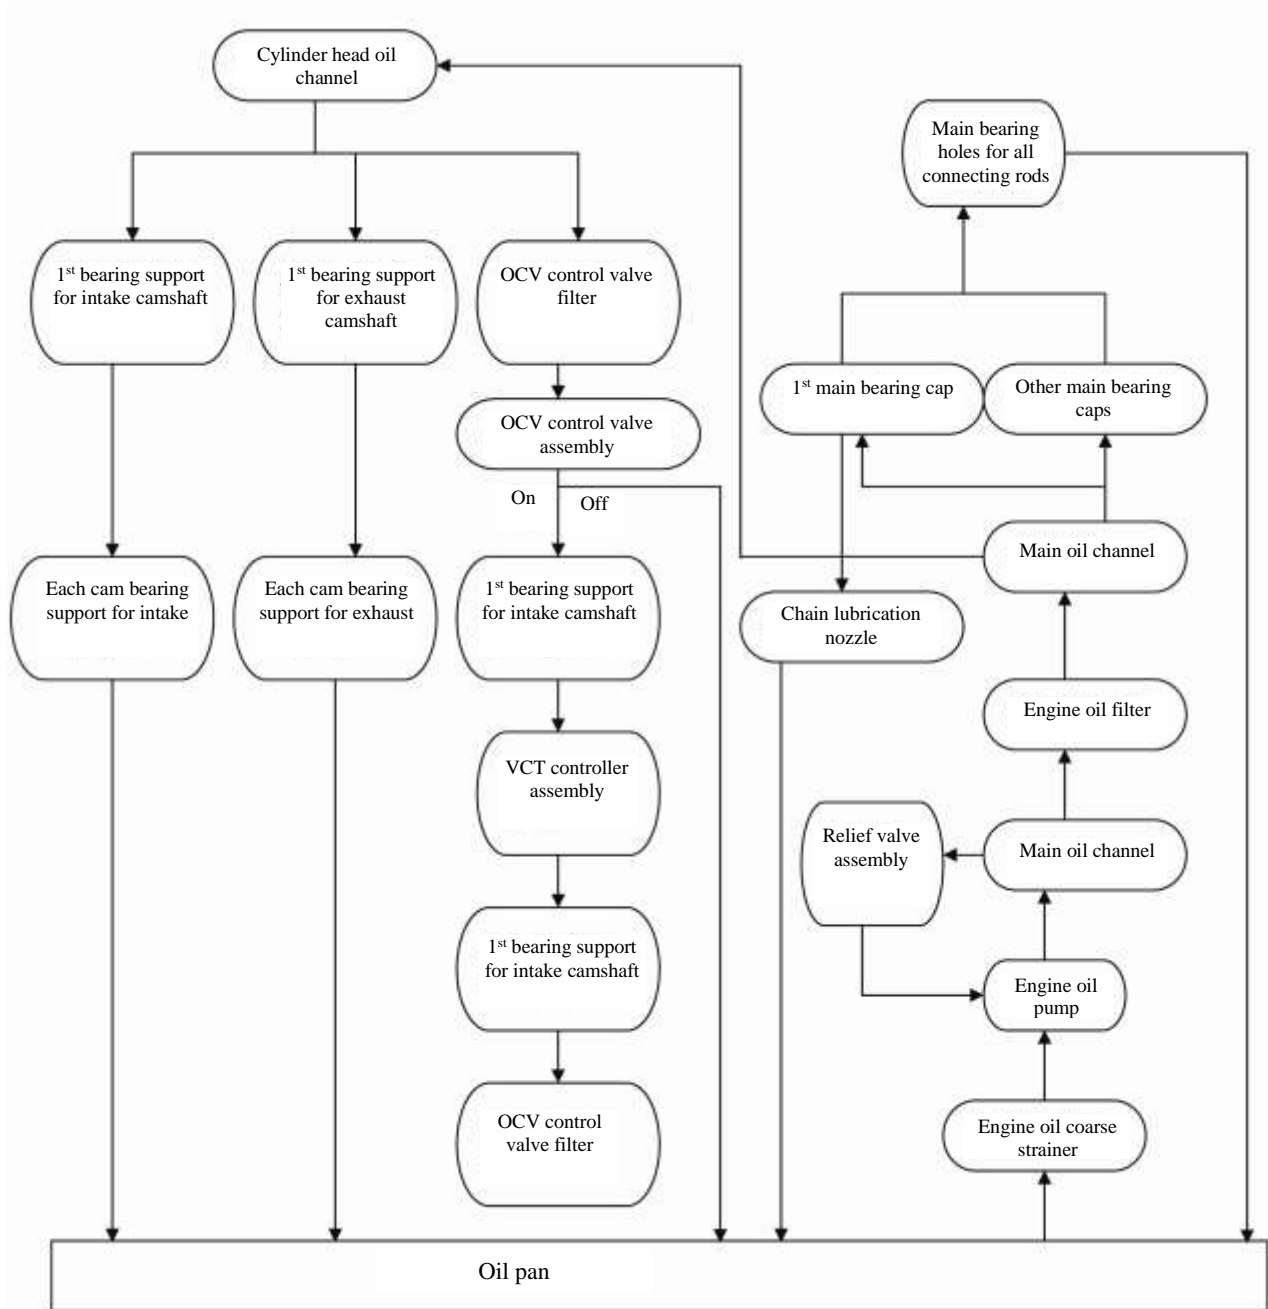 Cylinder head oil
channel
Main bearing
holes for all
connecting rods
1st bearing support
for intake camshaft
1st bearing support
for exhaust
camshaft
OCV control valve
filter
1st main bearing cap
Other main bearing
caps
OCV control valve
assembly
On
Off
Main oil channel
Each cam bearing
support for intake
Each cam bearing
support for exhaust
1st bearing support
for intake camshaft
Chain lubrication
nozzle
Engine oil filter
VCT controller
assembly
Relief valve
assembly
Main oil channel
1st bearing support
for intake camshaft
Engine oil
pump
OCV control
valve filter
Engine oil coarse
strainer
Oil pan